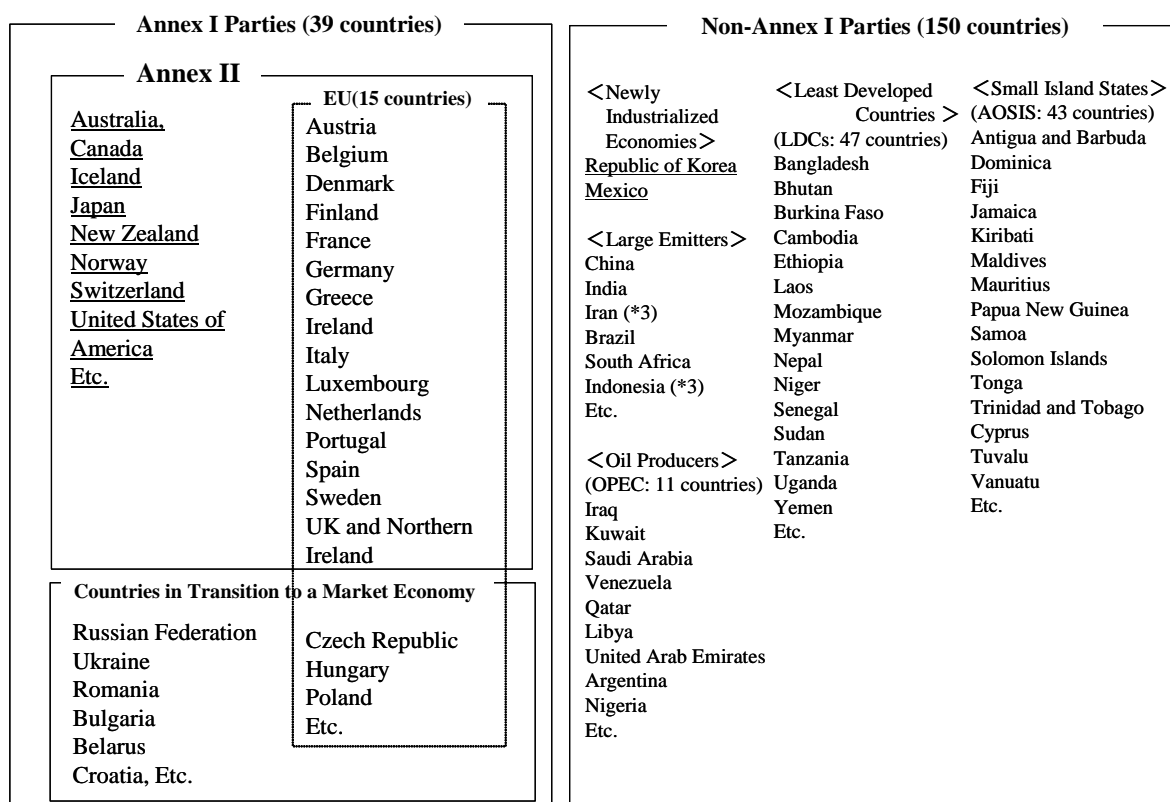 Annex I Parties (39 countries)
Annex II
Australia,
Canada
Iceland
Japan
New Zealand
Norway
Switzerland
United States of
America
Etc.
EU(15 countries)
Austria
Belgium
Denmark
Finland
France
Germany
Greece
Ireland
Italy
Luxembourg
Netherlands
Portugal
Spain
Sweden
UK and Northern
Ireland
Countries in Transition to a Market Economy
Russian Federation
Ukraine
Romania
Bulgaria
Belarus
Croatia, Etc.
Czech Republic
Hungary
Poland
Etc.
Non-Annex I Parties (150 countries)
＜Newly
Industrialized
Economies＞
Republic of Korea
Mexico
＜Large Emitters＞
China
India
Iran (*3)
Brazil
South Africa
Indonesia (*3)
Etc.
＜Oil Producers＞
(OPEC: 11 countries)
Iraq
Kuwait
Saudi Arabia
Venezuela
Qatar
Libya
United Arab Emirates
Argentina
Nigeria
Etc.
＜Least Developed
Countries ＞
(LDCs: 47 countries)
Bangladesh
Bhutan
Burkina Faso
Cambodia
Ethiopia
Laos
Mozambique
Myanmar
Nepal
Niger
Senegal
Sudan
Tanzania
Uganda
Yemen
Etc.
＜Small Island States＞
(AOSIS: 43 countries)
Antigua and Barbuda
Dominica
Fiji
Jamaica
Kiribati
Maldives
Mauritius
Papua New Guinea
Samoa
Solomon Islands
Tonga
Trinidad and Tobago
Cyprus
Tuvalu
Vanuatu
Etc.